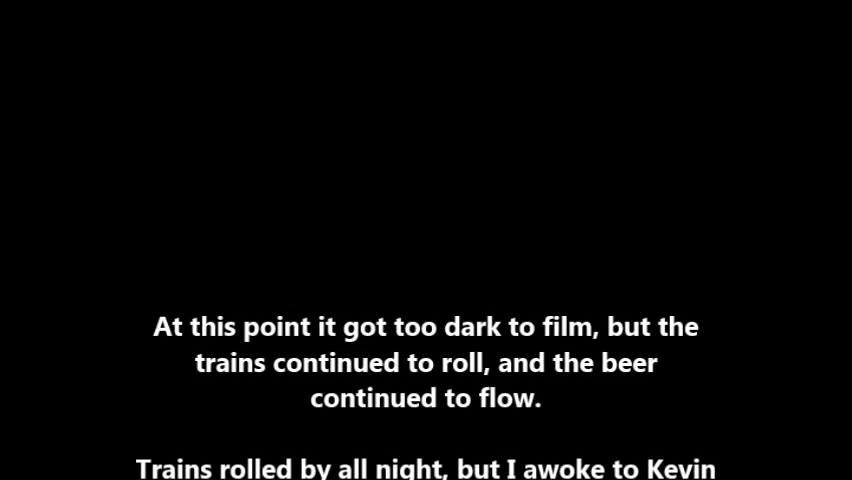 At this point it got too dark to film, but the
trains continued to roll, and the beer
continued to flow.
Trains rolled by all night, but I awoke to Kevin